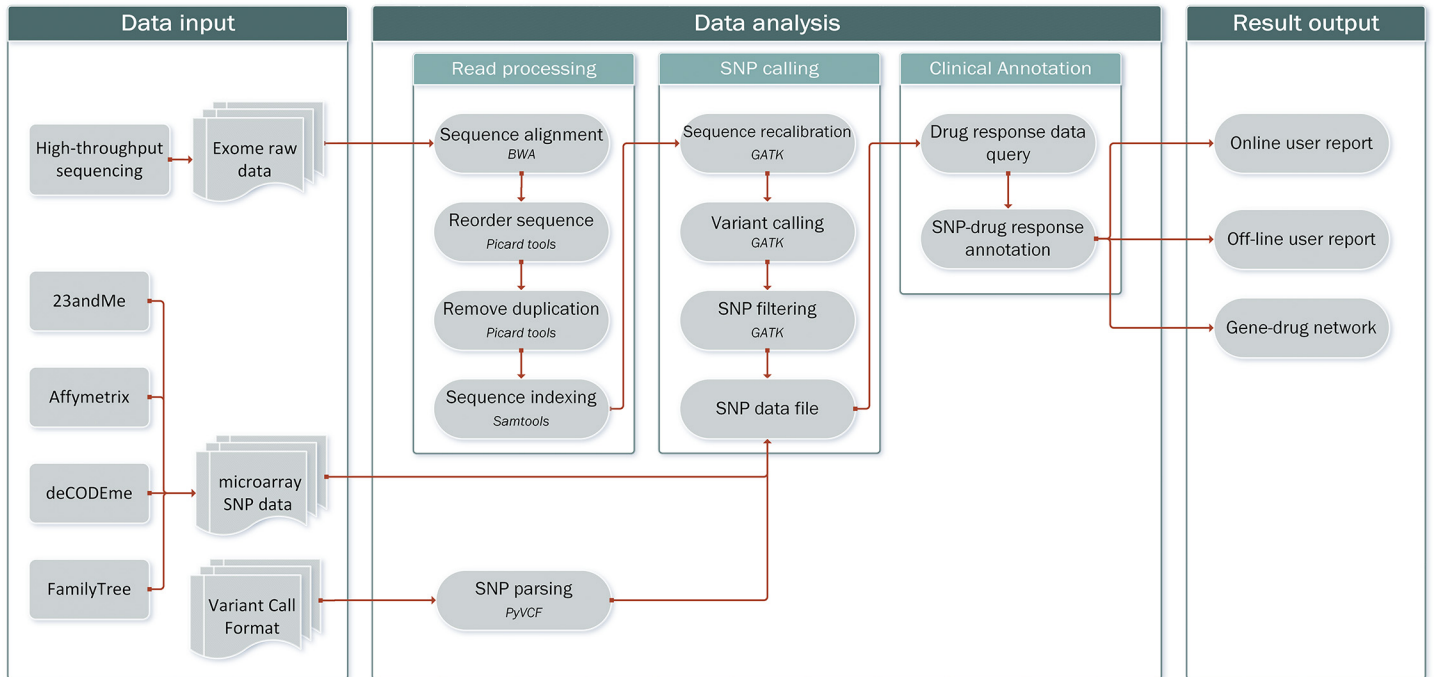 Data input
High-throughput
sequencing
Exome raw
data
23andMe
Affymetrix
deCODEme
FamilyTree
microarray
SNP data
Variant Call
Format
Data analysis
Read processing
Sequence alignment
BWA
Reorder sequence
Picard tools
Remove duplication
Picard tools
Sequence indexing
Samtools
SNP parsing
PyVCF
SNP calling
Sequence recalibration
GATK
Variant calling
GATK
SNP filtering
GATK
SNP data file
Clinical Annotation
Drug response data
query
SNP-drug response
annotation
Result output
Online user report
Off-line user report
Gene-drug network